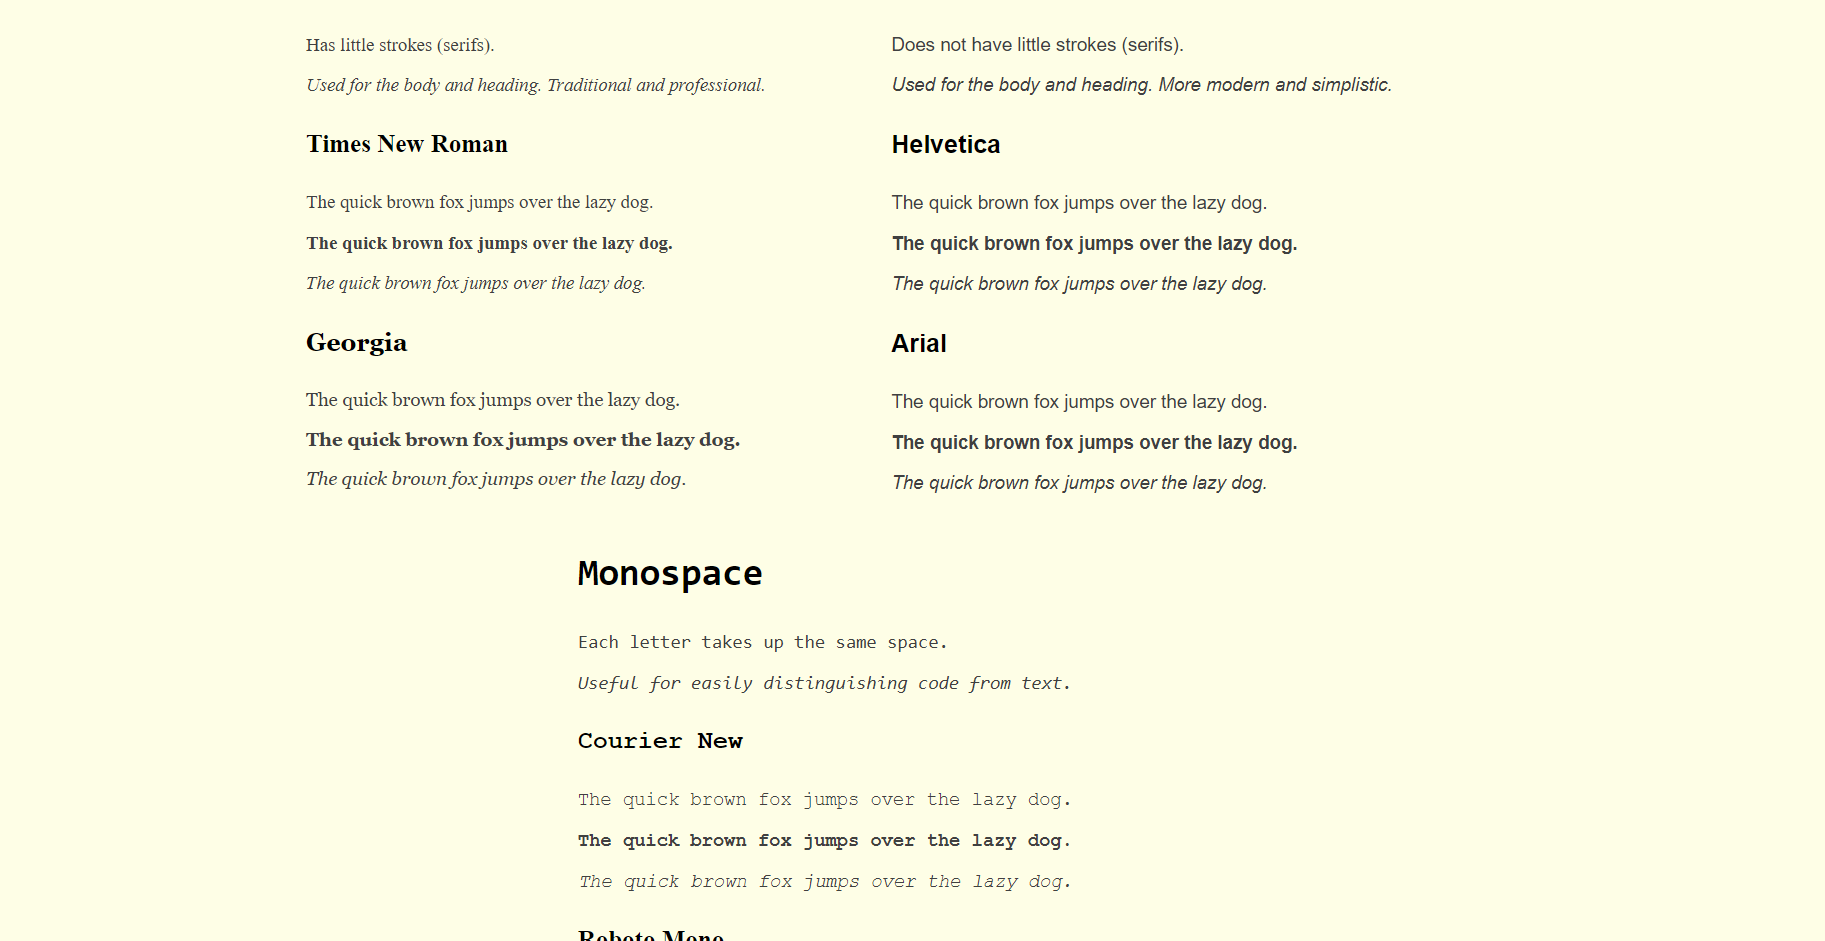 Has little strokes (serifs).
Used for the body and heading. Traditional and professional.
Times New Roman
The quick brown fox jumps over the lazy dog.
The quick brown fox jumps over the lazy dog.
The quick brown fox jumps over the lazy dog.
Georgia
The quick brown fox jumps over the lazy dog.
The quick brown fox jumps over the lazy dog.
The quick brown fox jumps over the lazy dog.
Does not have little strokes (serifs).
Used for the body and heading. More modern and simplistic.
Helvetica
The quick brown fox jumps over the lazy dog.
The quick brown fox jumps over the lazy dog.
The quick brown fox jumps over the lazy dog.
Arial
The quick brown fox jumps over the lazy dog.
The quick brown fox jumps over the lazy dog.
The quick brown fox jumps over the lazy dog.
Monospace
Each letter takes up the same space.
Useful for easily distinguishing code from text.
Courier New
The quick brown fox jumps over the lazy dog.
The quick brown fox jumps over the lazy dog.
The quick brown fox jumps over the lazy dog.
Roboto Mono